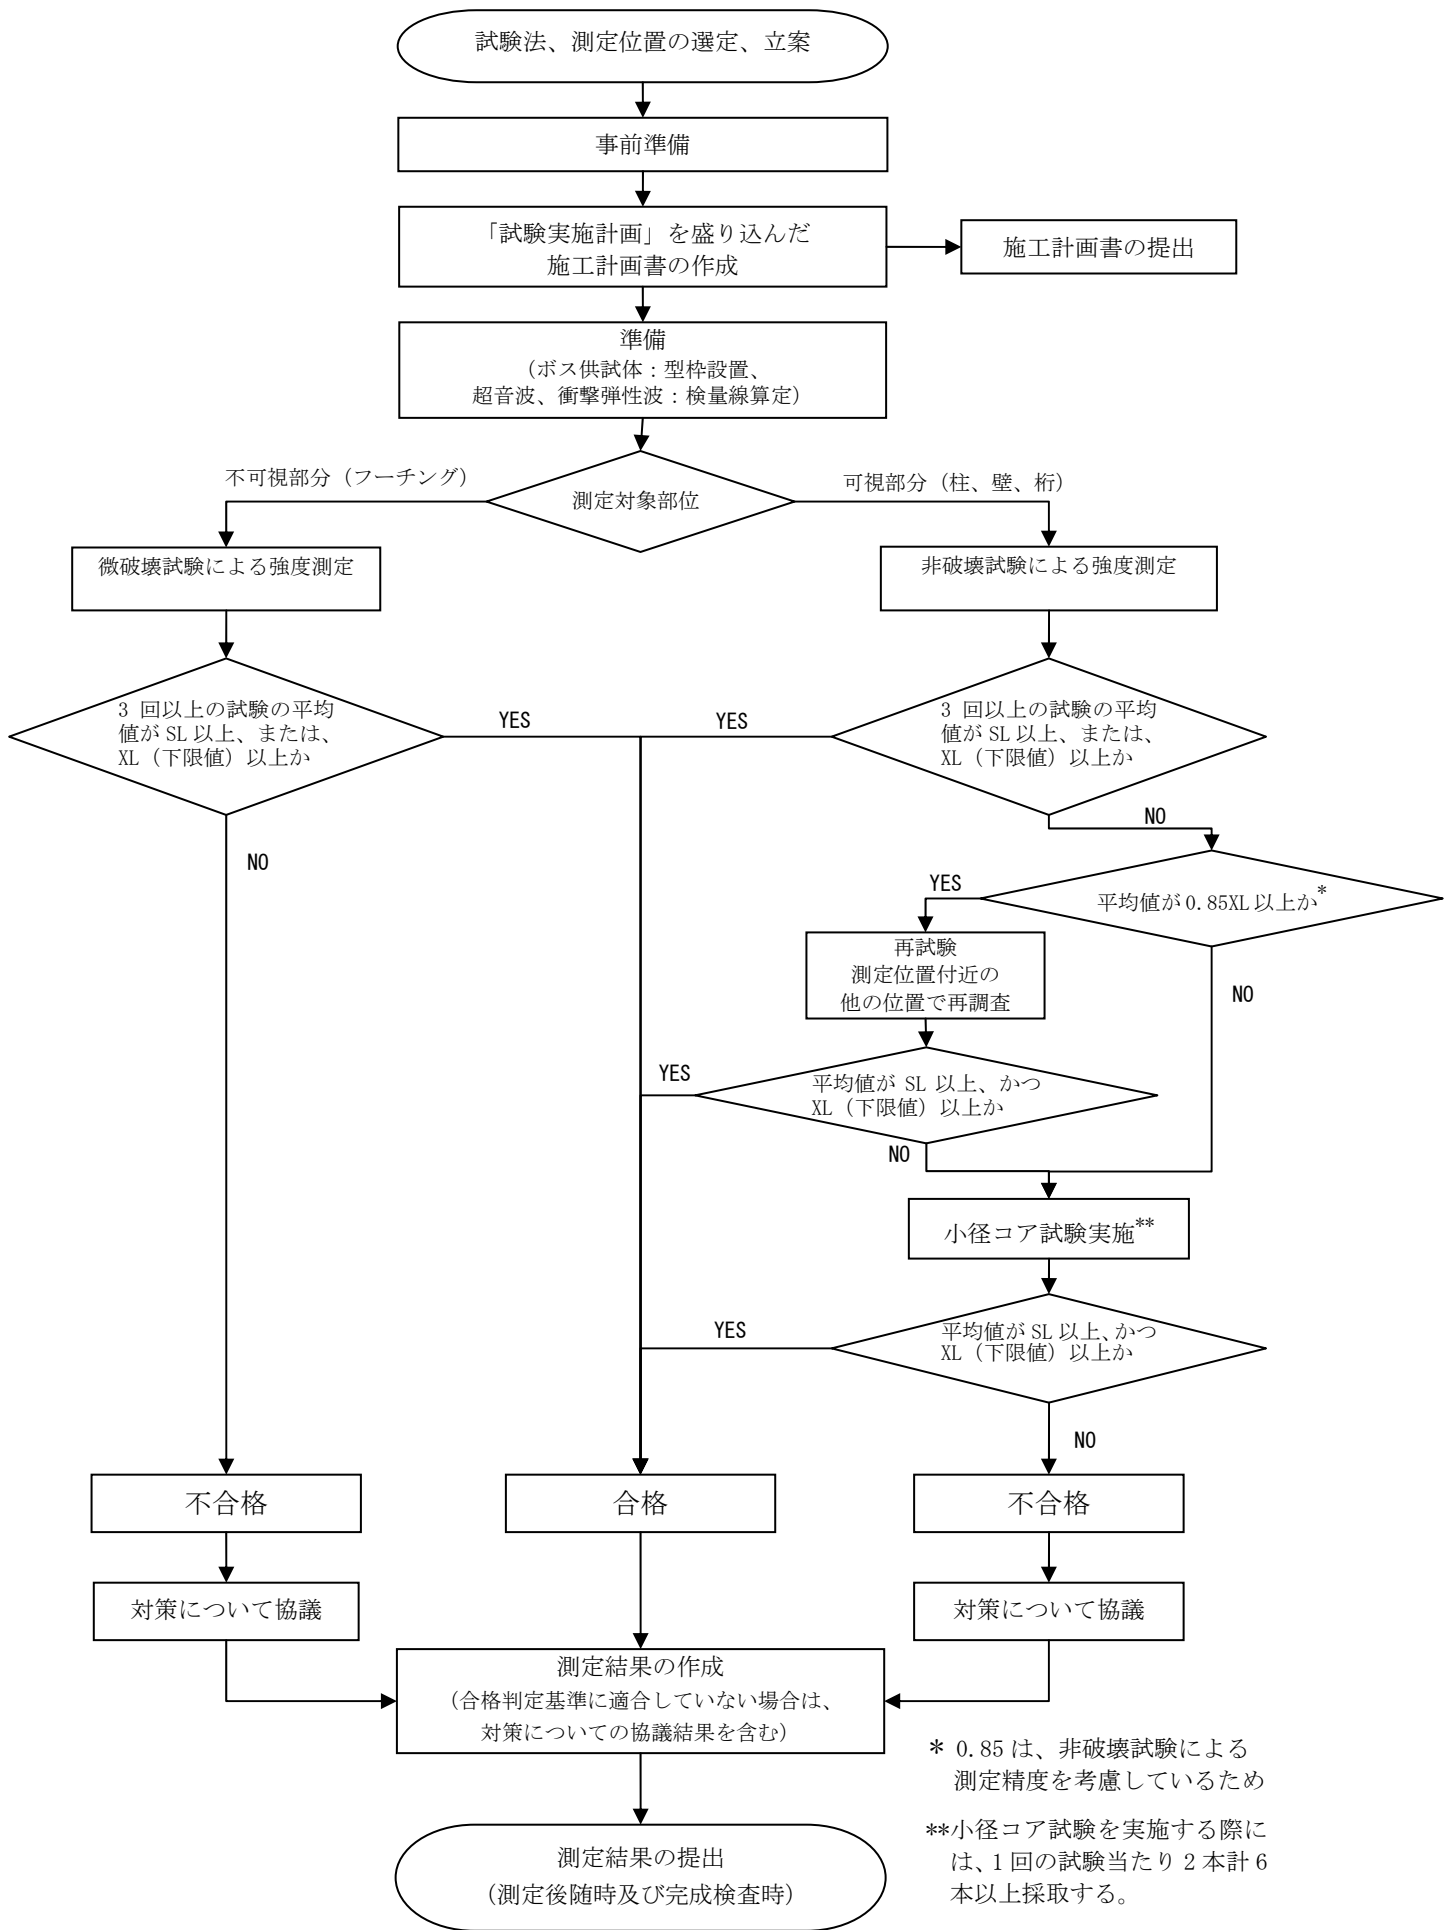 試験法、測定位置の選定、立案
事前準備
「試験実施計画」を盛り込んだ
施工計画書の作成
施工計画書の提出
準備
（ボス供試体：型枠設置、
超音波、衝撃弾性波：検量線算定）
不可視部分（フーチング）
測定対象部位
可視部分（柱、壁、桁）
微破壊試験による強度測定
非破壊試験による強度測定
3 回以上の試験の平均
値が SL 以上、または、
XL（下限値）以上か
YES
YES
3 回以上の試験の平均
値が SL 以上、または、
XL（下限値）以上か
NO
NO
YES
平均値が 0.85XL 以上か*
再試験
測定位置付近の
他の位置で再調査
NO
YES
平均値が SL 以上、かつ
XL（下限値）以上か
NO
小径コア試験実施**
YES
平均値が SL 以上、かつ
XL（下限値）以上か
NO
不合格
合格
不合格
対策について協議
対策について協議
測定結果の作成
（合格判定基準に適合していない場合は、
対策についての協議結果を含む）
* 0.85 は、非破壊試験による
測定精度を考慮しているため
測定結果の提出
（測定後随時及び完成検査時）
**小径コア試験を実施する際に
は、1 回の試験当たり 2 本計 6
本以上採取する。